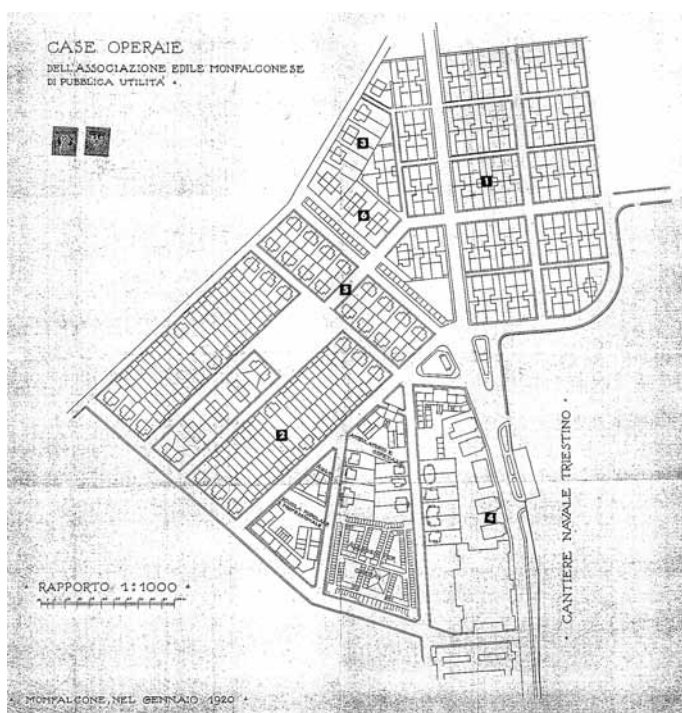 CASE OPERAIE
DELL'ASSOCIAZIONE EDILE MONFALCONESE
DI PUBBLICA UTILITA'
3
1
6
5
2
4
CANTIERE NAVALE TRIESTINO
RAPPORTO 1:1000
MONFALCONE, NEL GENNAIO 1920